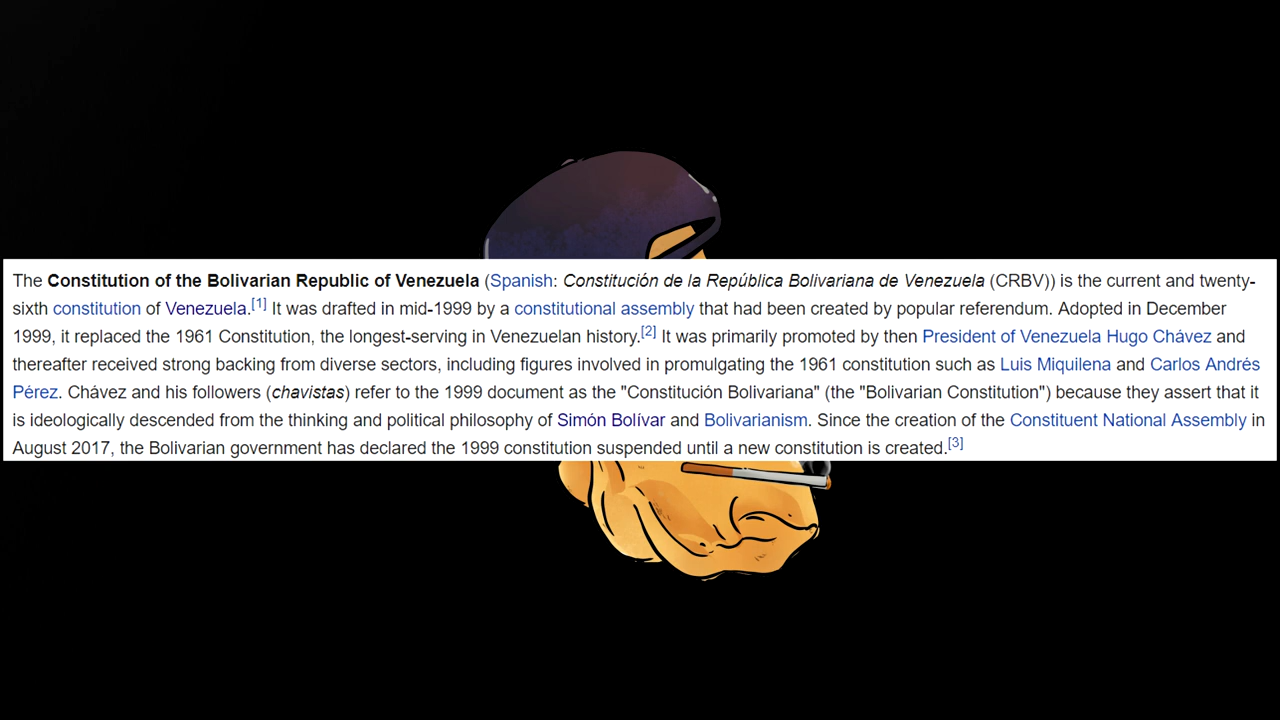 The Constitution of the Bolivarian Republic of Venezuela (Spanish: Constitución de la República Bolivariana de Venezuela (CRBV)) is the current and twenty-
sixth constitution of Venezuela.[1] It was drafted in mid-1999 by a constitutional assembly that had been created by popular referendum. Adopted in December
1999, it replaced the 1961 Constitution, the longest-serving in Venezuelan history.[2] It was primarily promoted by then President of Venezuela Hugo Chávez and
thereafter received strong backing from diverse sectors, including figures involved in promulgating the 1961 constitution such as Luis Miquilena and Carlos Andrés
Pérez. Chávez and his followers (chavistas) refer to the 1999 document as the "Constitución Bolivariana" (the "Bolivarian Constitution") because they assert that it
is ideologically descended from the thinking and political philosophy of Simón Bolívar and Bolivarianism. Since the creation of the Constituent National Assembly in
August 2017, the Bolivarian government has declared the 1999 constitution suspended until a new constitution is created.[3]